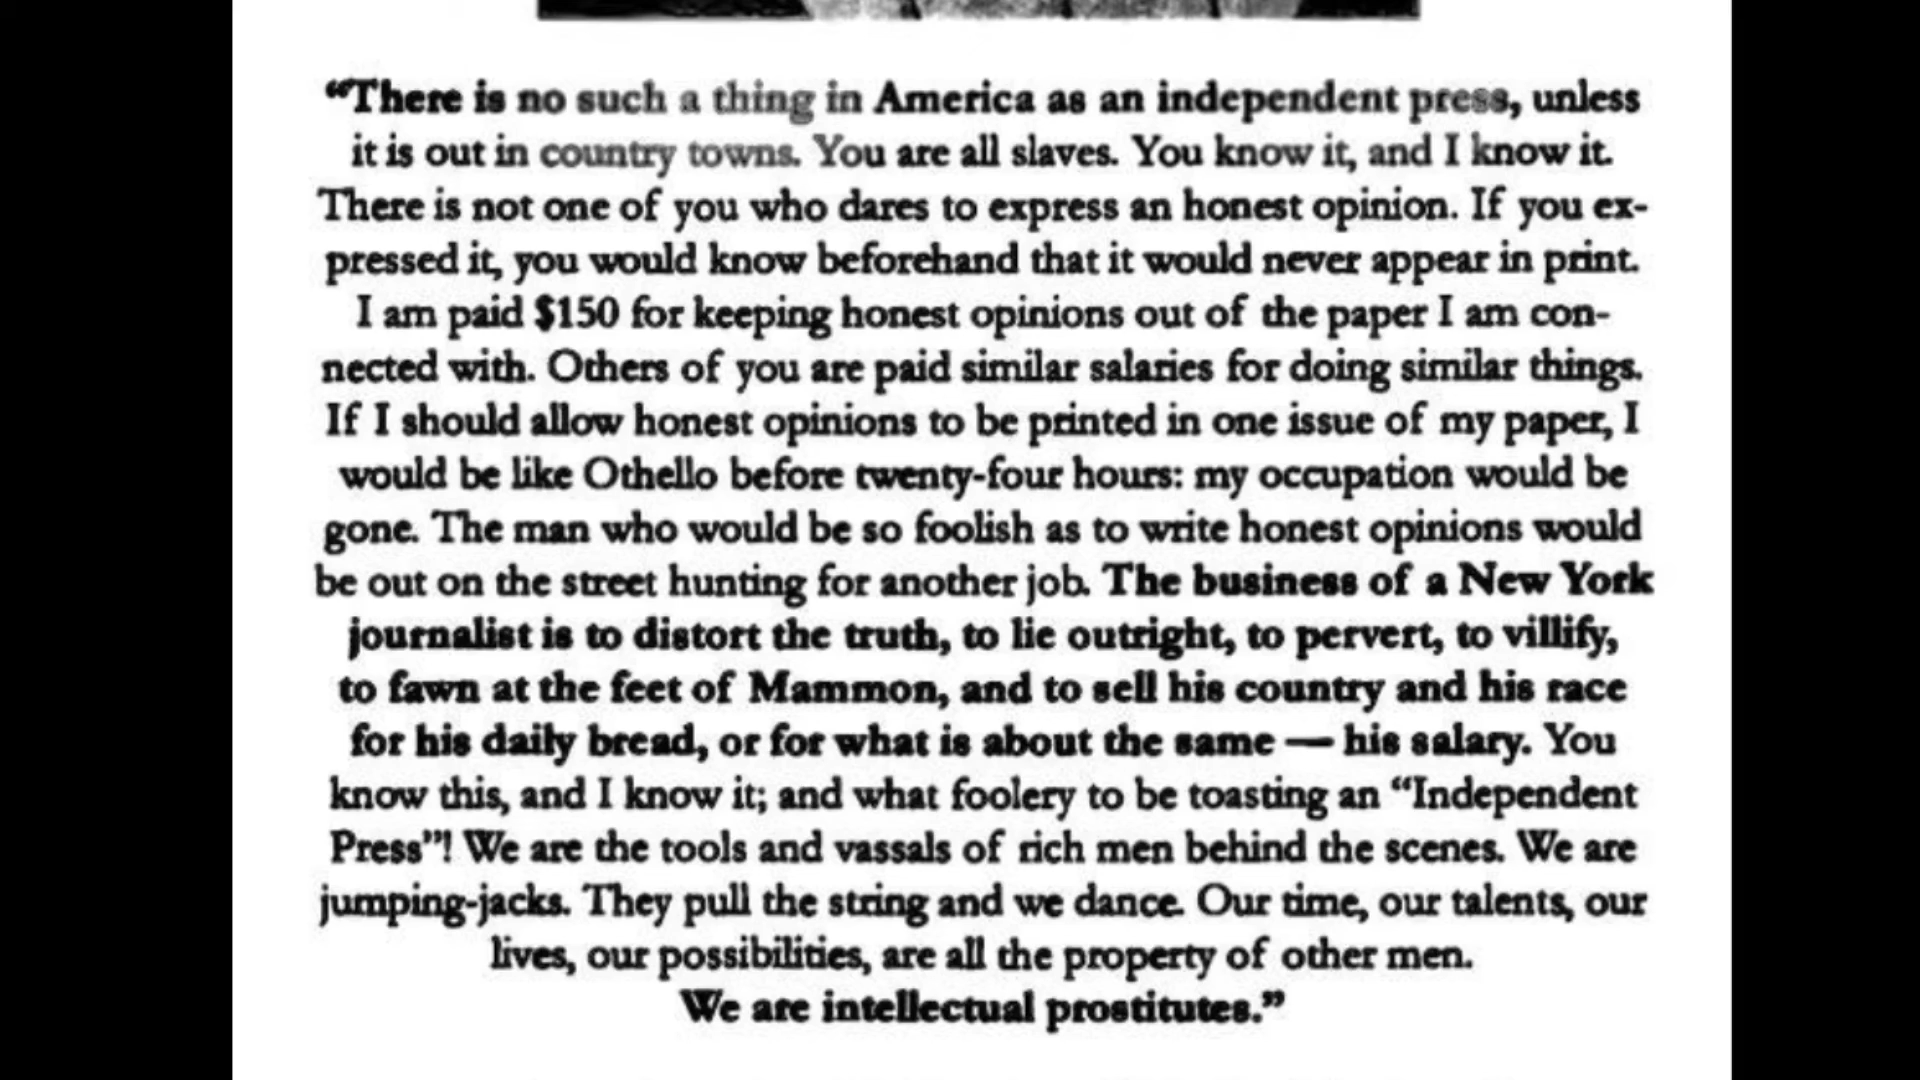 “There is no such a thing in America as an independent press, unless
it is out in country towns. You are all slaves. You know it, and I know it.
There is not one of you who dares to express an honest opinion. If you ex-
pressed it, you would know beforehand that it would never appear in print.
I am paid $150 for keeping honest opinions out of the paper I am con-
nected with. Others of you are paid similar salaries for doing similar things.
If I should allow honest opinions to be printed in one issue of my paper, I
would be like Othello before twenty-four hours: my occupation would be
gone. The man who would be so foolish as to write honest opinions would
be out on the street hunting for another job. The business of a New York
journalist is to distort the truth, to lie outright, to pervert, to villify,
to fawn at the feet of Mammon, and to sell his country and his race
for his daily bread, or for what is about the same — his salary. You
know this, and I know it; and what foolery to be toasting an “Independent
Press”! We are the tools and vassals of rich men behind the scenes. We are
jumping-jacks. They pull the string and we dance. Our time, our talents, our
lives, our possibilities, are all the property of other men.
We are intellectual prostitutes.”